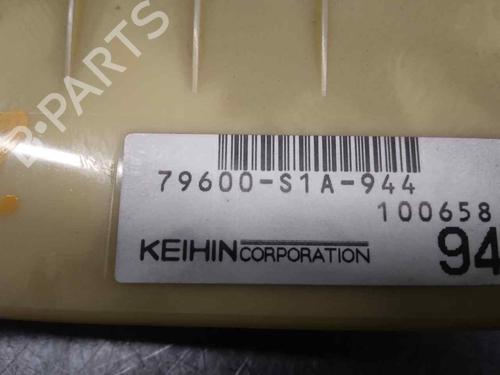 B-PARTS
79600-S1A-944
100658
KEIHIN CORPORATION
94